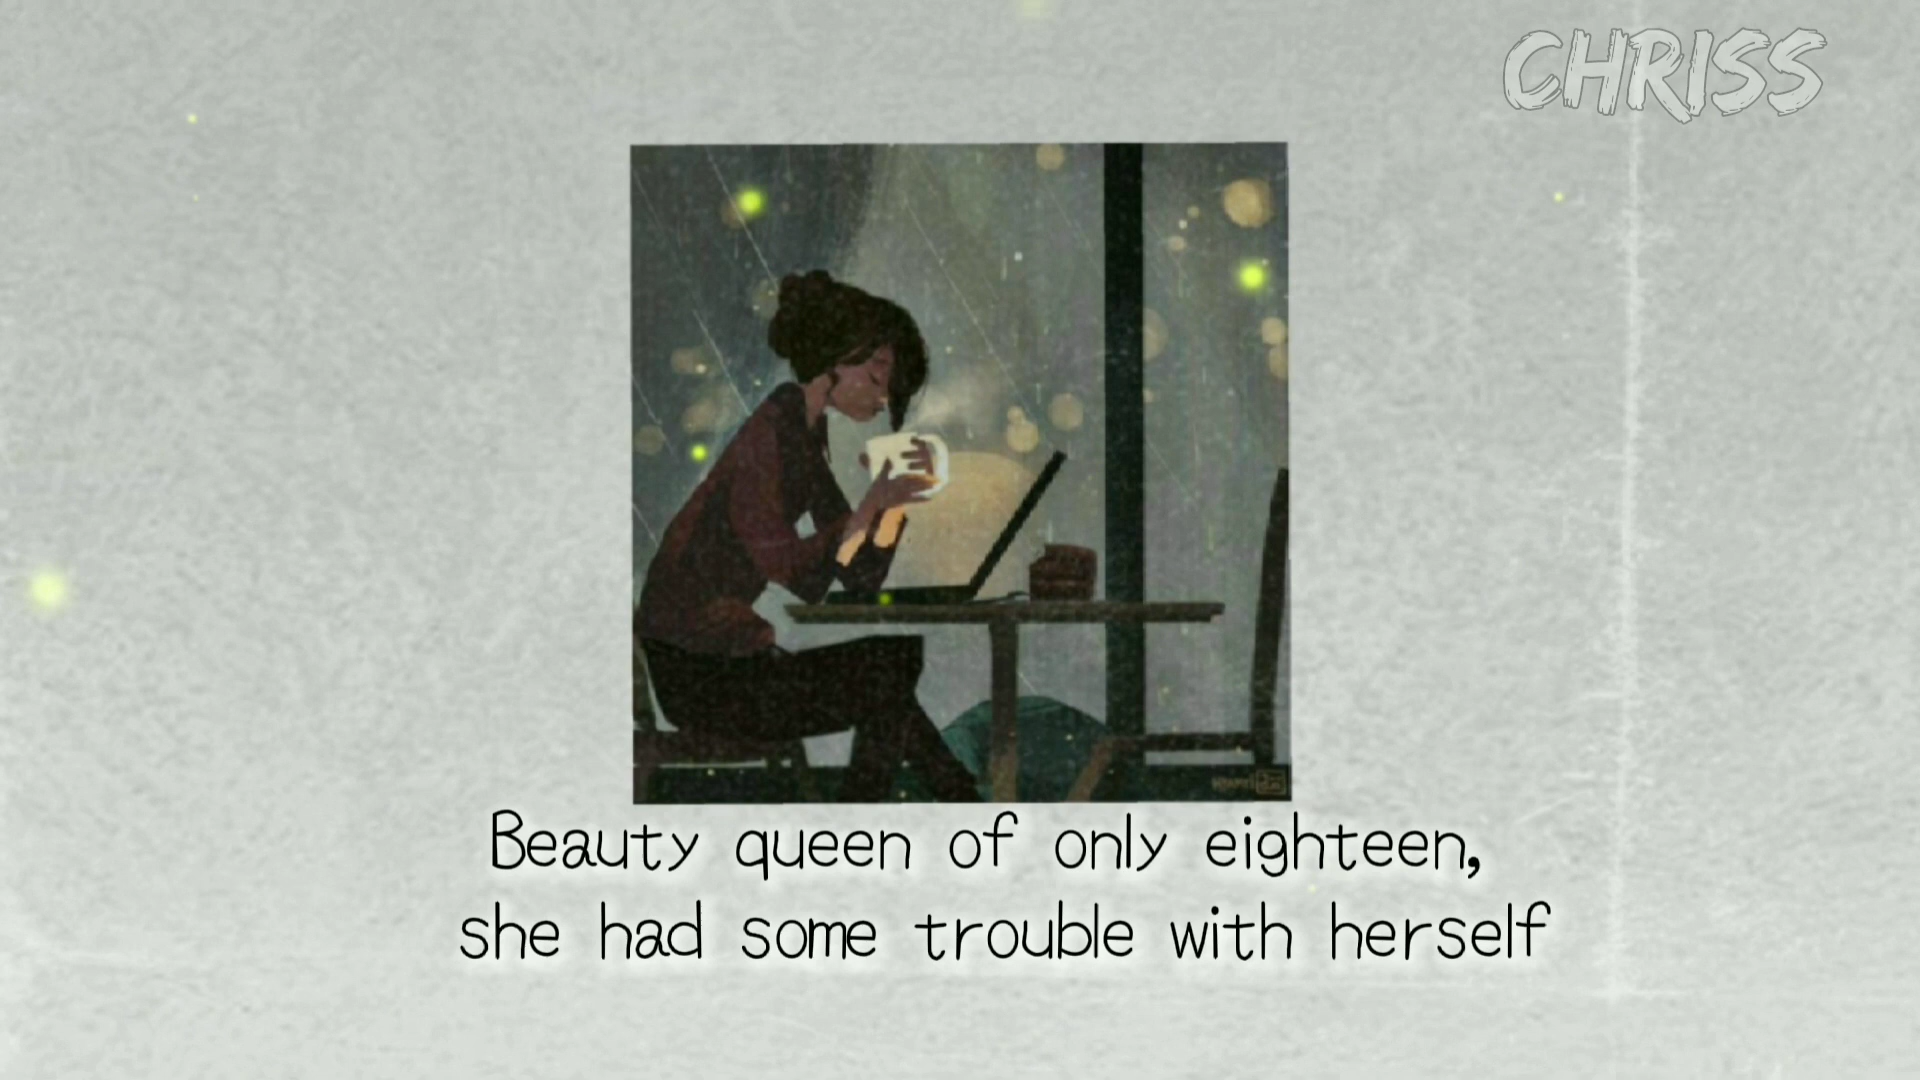 CHRISS
Beauty queen of only eighteen,
she had some trouble with herself